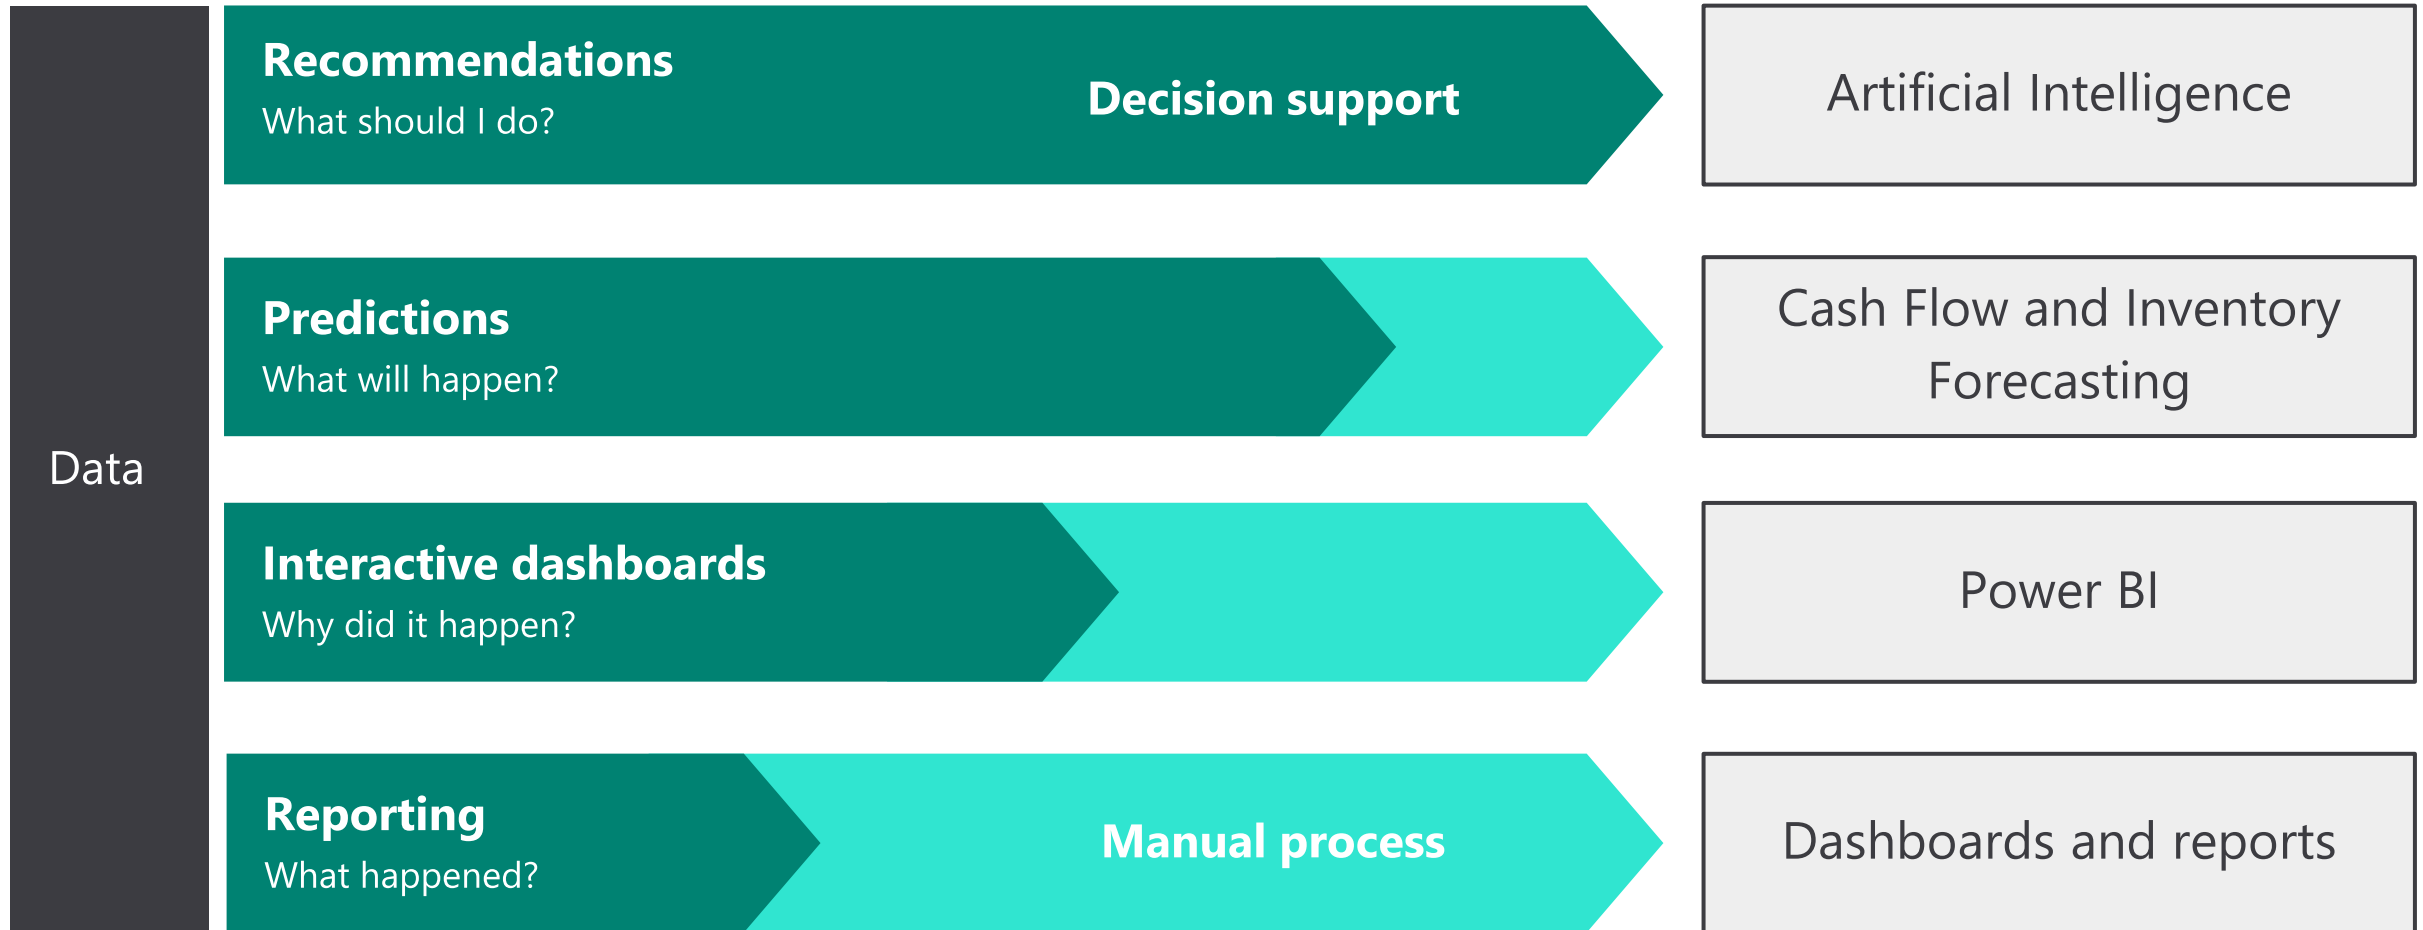 Data
Recommendations
What should I do?
Decision support
Artificial Intelligence
Predictions
What will happen?
Cash Flow and Inventory
Forecasting
Interactive dashboards
Why did it happen?
Power BI
Reporting
What happened?
Manual process
Dashboards and reports